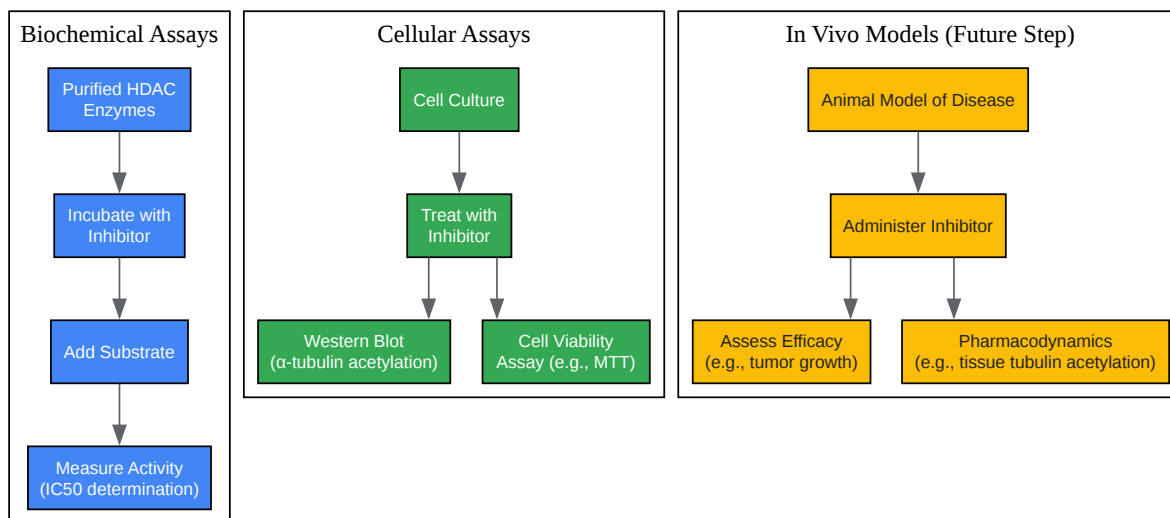 Biochemical Assays
Purified HDAC
Enzymes
Incubate with
Inhibitor
Add Substrate
Measure Activity
(IC50 determination)
Cellular Assays
Cell Culture
Treat with
Inhibitor
Western Blot
(α-tubulin acetylation)
Cell Viability
Assay (e.g., MTT)
In Vivo Models (Future Step)
Animal Model of Disease
Administer Inhibitor
Assess Efficacy
(e.g., tumor growth)
Pharmacodynamics
(e.g., tissue tubulin acetylation)